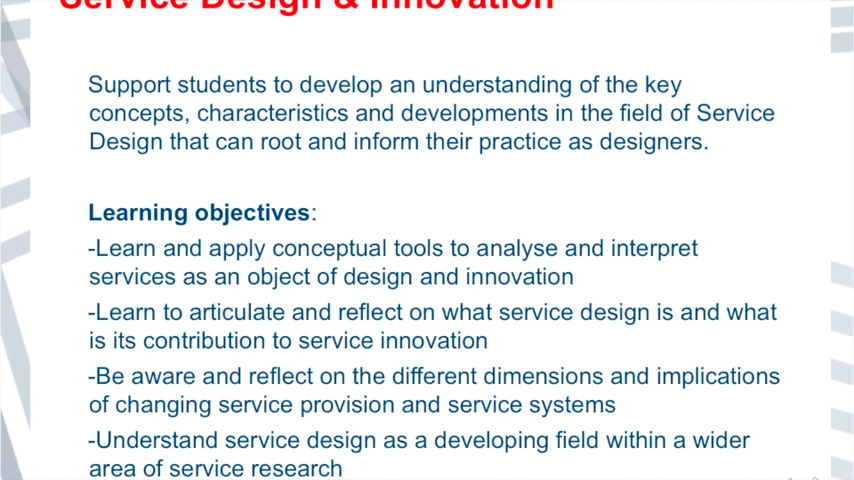 Service Design & Innovation
Support students to develop an understanding of the key
concepts, characteristics and developments in the field of Service
Design that can root and inform their practice as designers.
Learning objectives:
-Learn and apply conceptual tools to analyse and interpret
services as an object of design and innovation
-Learn to articulate and reflect on what service design is and what
is its contribution to service innovation
-Be aware and reflect on the different dimensions and implications
of changing service provision and service systems
-Understand service design as a developing field within a wider
area of service research